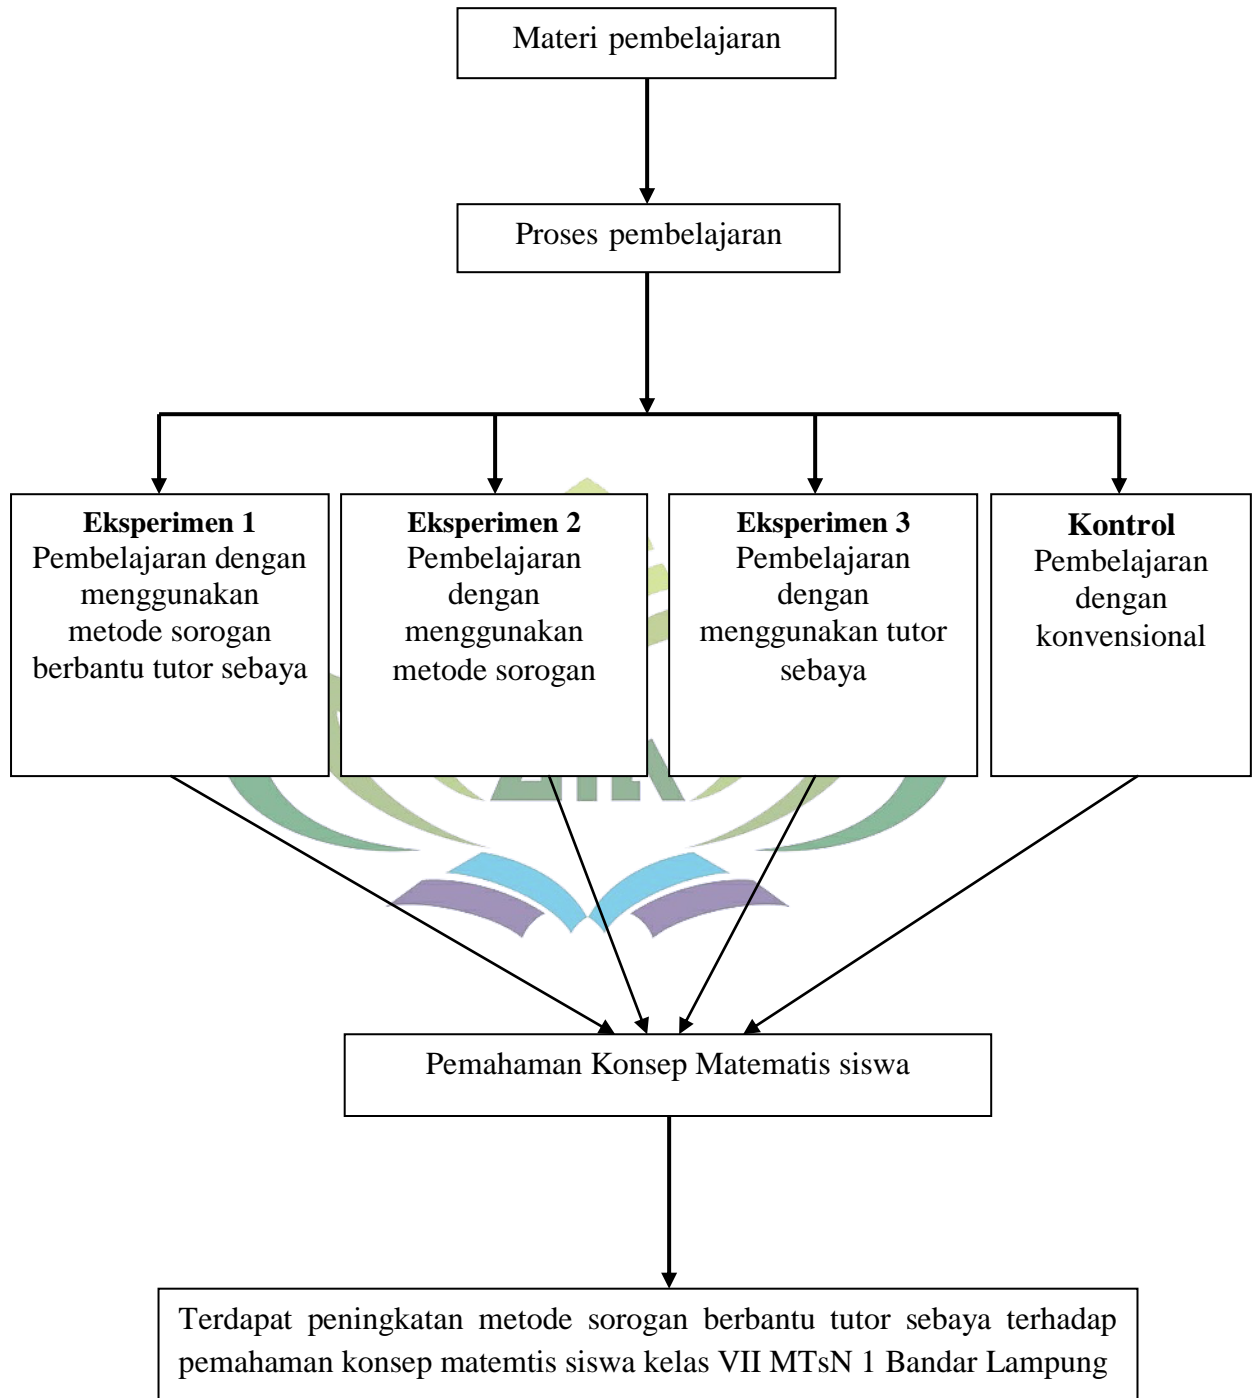 Materi pembelajaran
Proses pembelajaran
Eksperimen 1
Pembelajaran dengan
menggunakan
metode sorogan
berbantu tutor sebaya
Eksperimen 2
Pembelajaran
dengan
menggunakan
metode sorogan
Eksperimen 3
Pembelajaran
dengan
menggunakan tutor
sebaya
Kontrol
Pembelajaran
dengan
konvensional
Pemahaman Konsep Matematis siswa
Terdapat peningkatan metode sorogan berbantu tutor sebaya terhadap
pemahaman konsep matemtis siswa kelas VII MTsN 1 Bandar Lampung